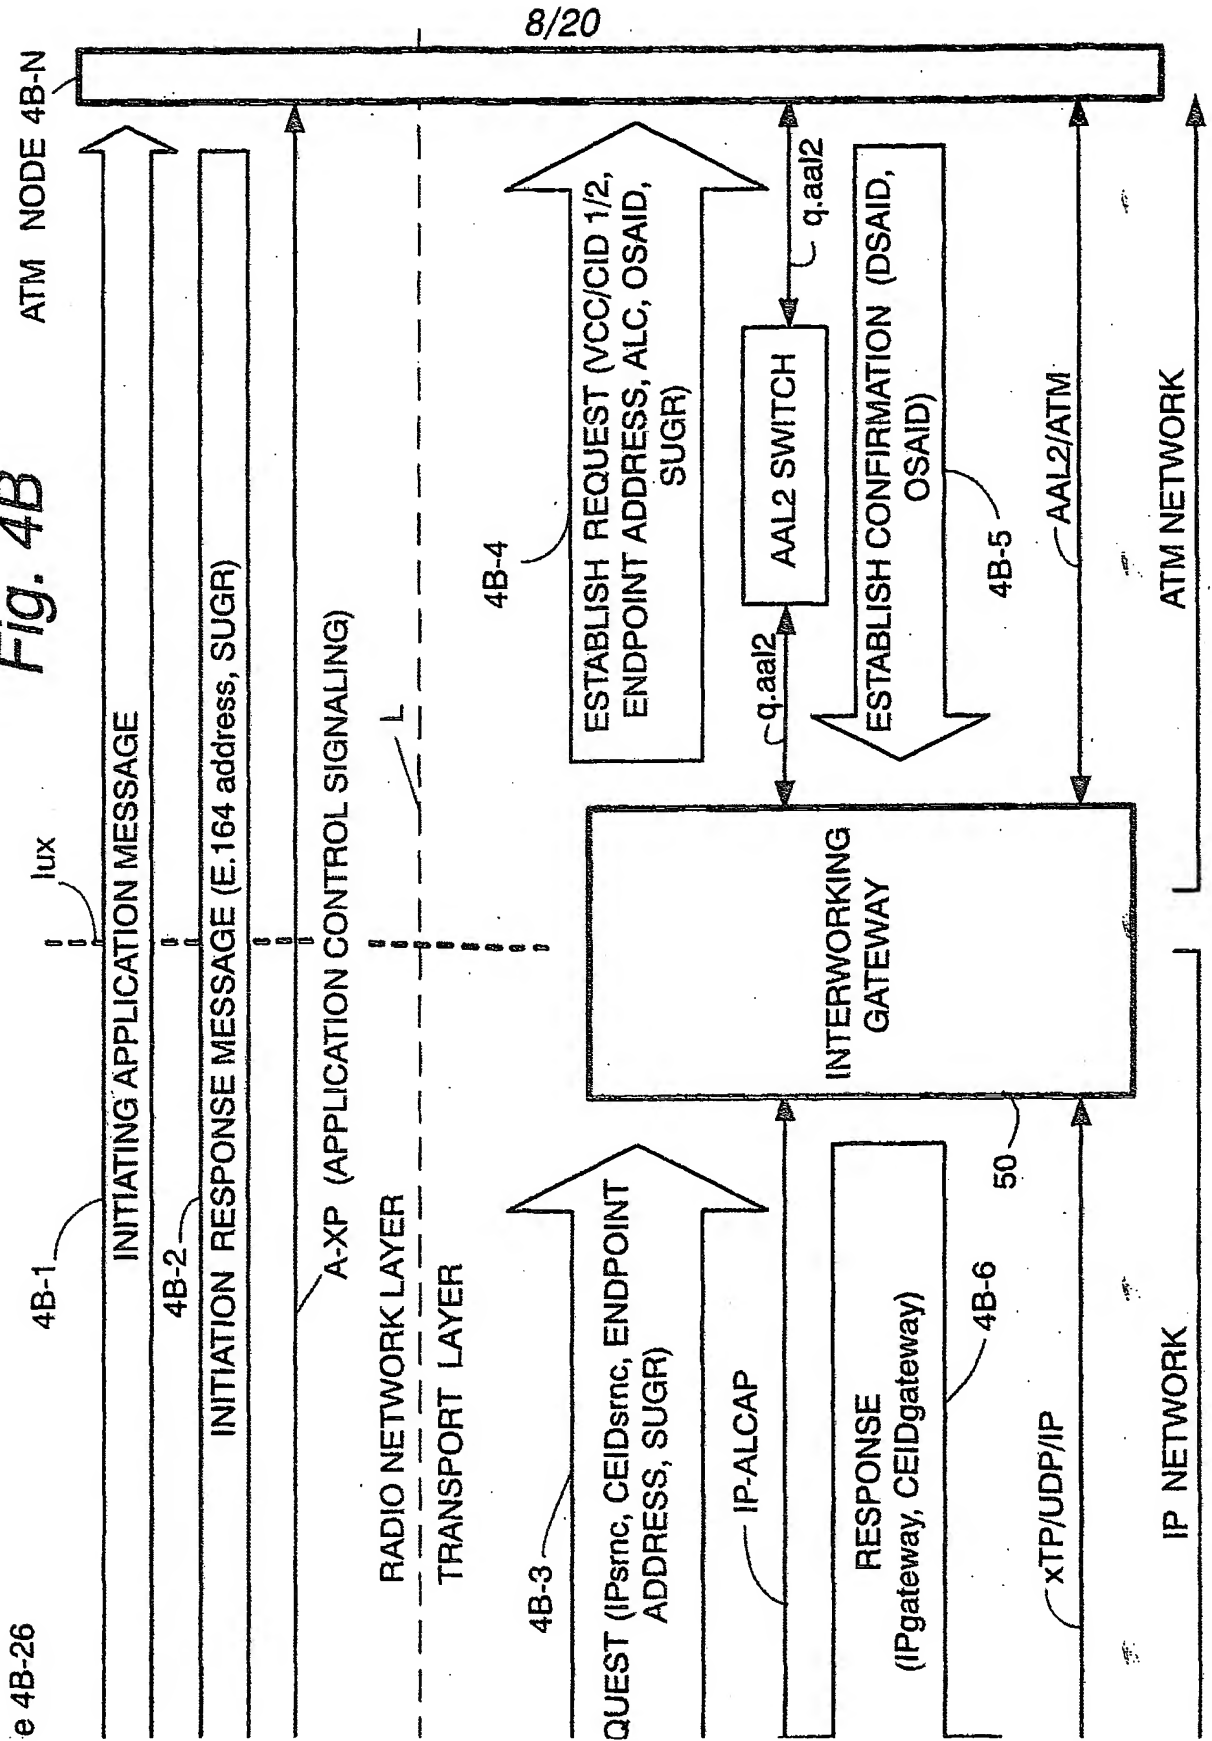 8/20
Fig. 4B
e 4B-26
ATM NODE 4B-N
Iux
4B-1
INITIATING APPLICATION MESSAGE
4B-2
INITIATION RESPONSE MESSAGE (E.164 address, SUGR)
A-XP (APPLICATION CONTROL SIGNALING)
RADIO NETWORK LAYER
L
TRANSPORT LAYER
4B-3
QUEST (IPsrnc, CEIDsrnc, ENDPOINT
ADDRESS, SUGR)
4B-4
ESTABLISH REQUEST (VCC/CID 1/2,
ENDPOINT ADDRESS, ALC, OSAID,
SUGR)
IP-ALCAP
q.aal2
AAL2 SWITCH
q.aal2
INTERWORKING
GATEWAY
50
RESPONSE
(IPgateway, CEIDgateway)
4B-6
ESTABLISH CONFIRMATION (DSAID,
OSAID)
4B-5
xTP/UDP/IP
AAL2/ATM
IP NETWORK
ATM NETWORK